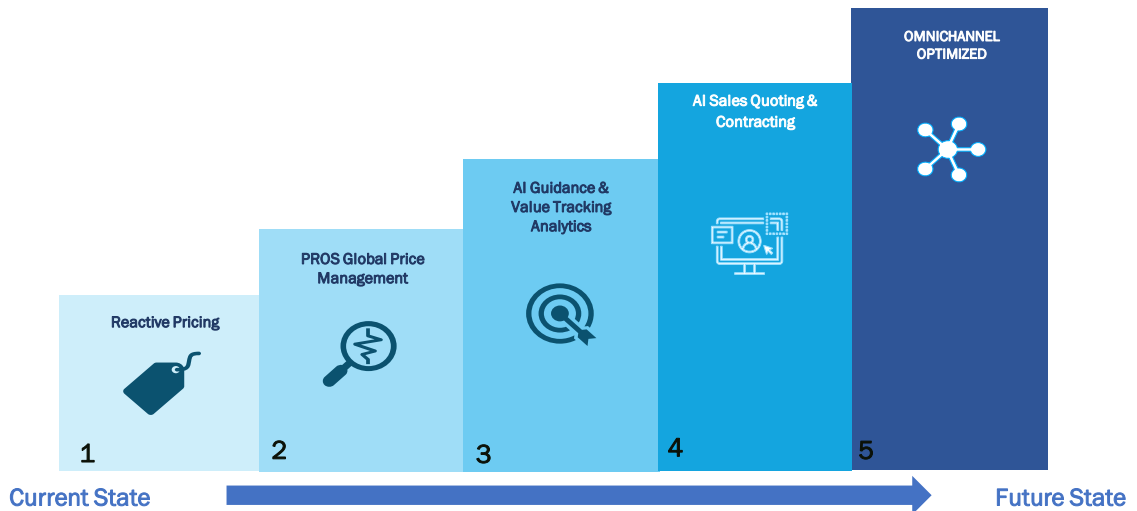 OMNICHANNEL
OPTIMIZED
AI Sales Quoting &
Contracting
AI Guidance &
Value Tracking
Analytics
PROS Global Price
Management
Reactive Pricing
1
2
3
4
5
Current State
Future State